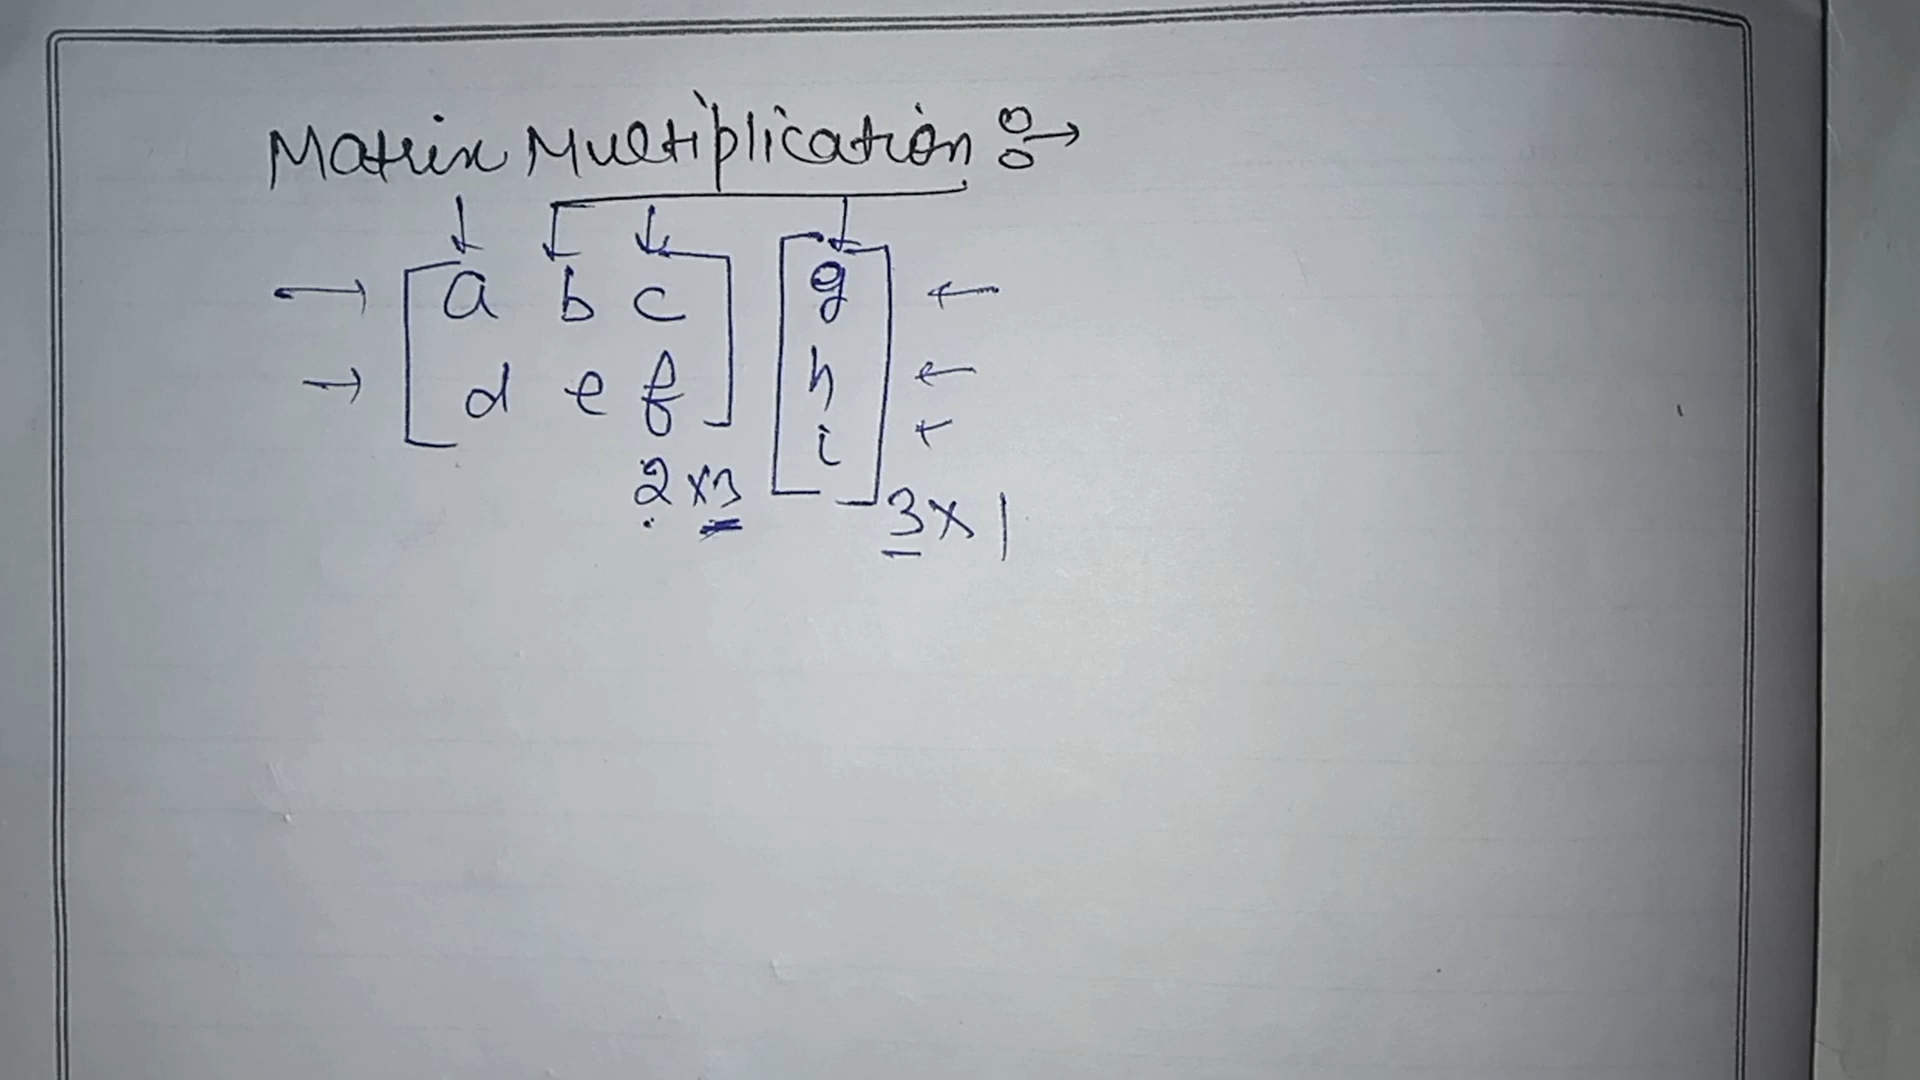 Matrix Multiplication :→
a b c g
d e f h
i
2×3
3×1